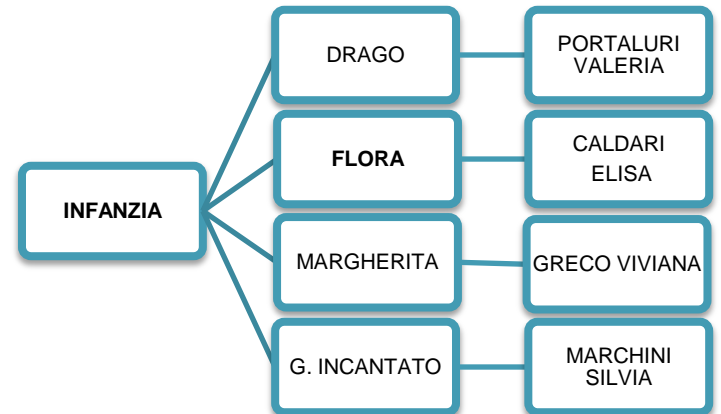 INFANZIA
DRAGO
PORTALURI
VALERIA
FLORA
CALDARI
ELISA
MARGHERITA
GRECO VIVIANA
G. INCANTATO
MARCHINI
SILVIA